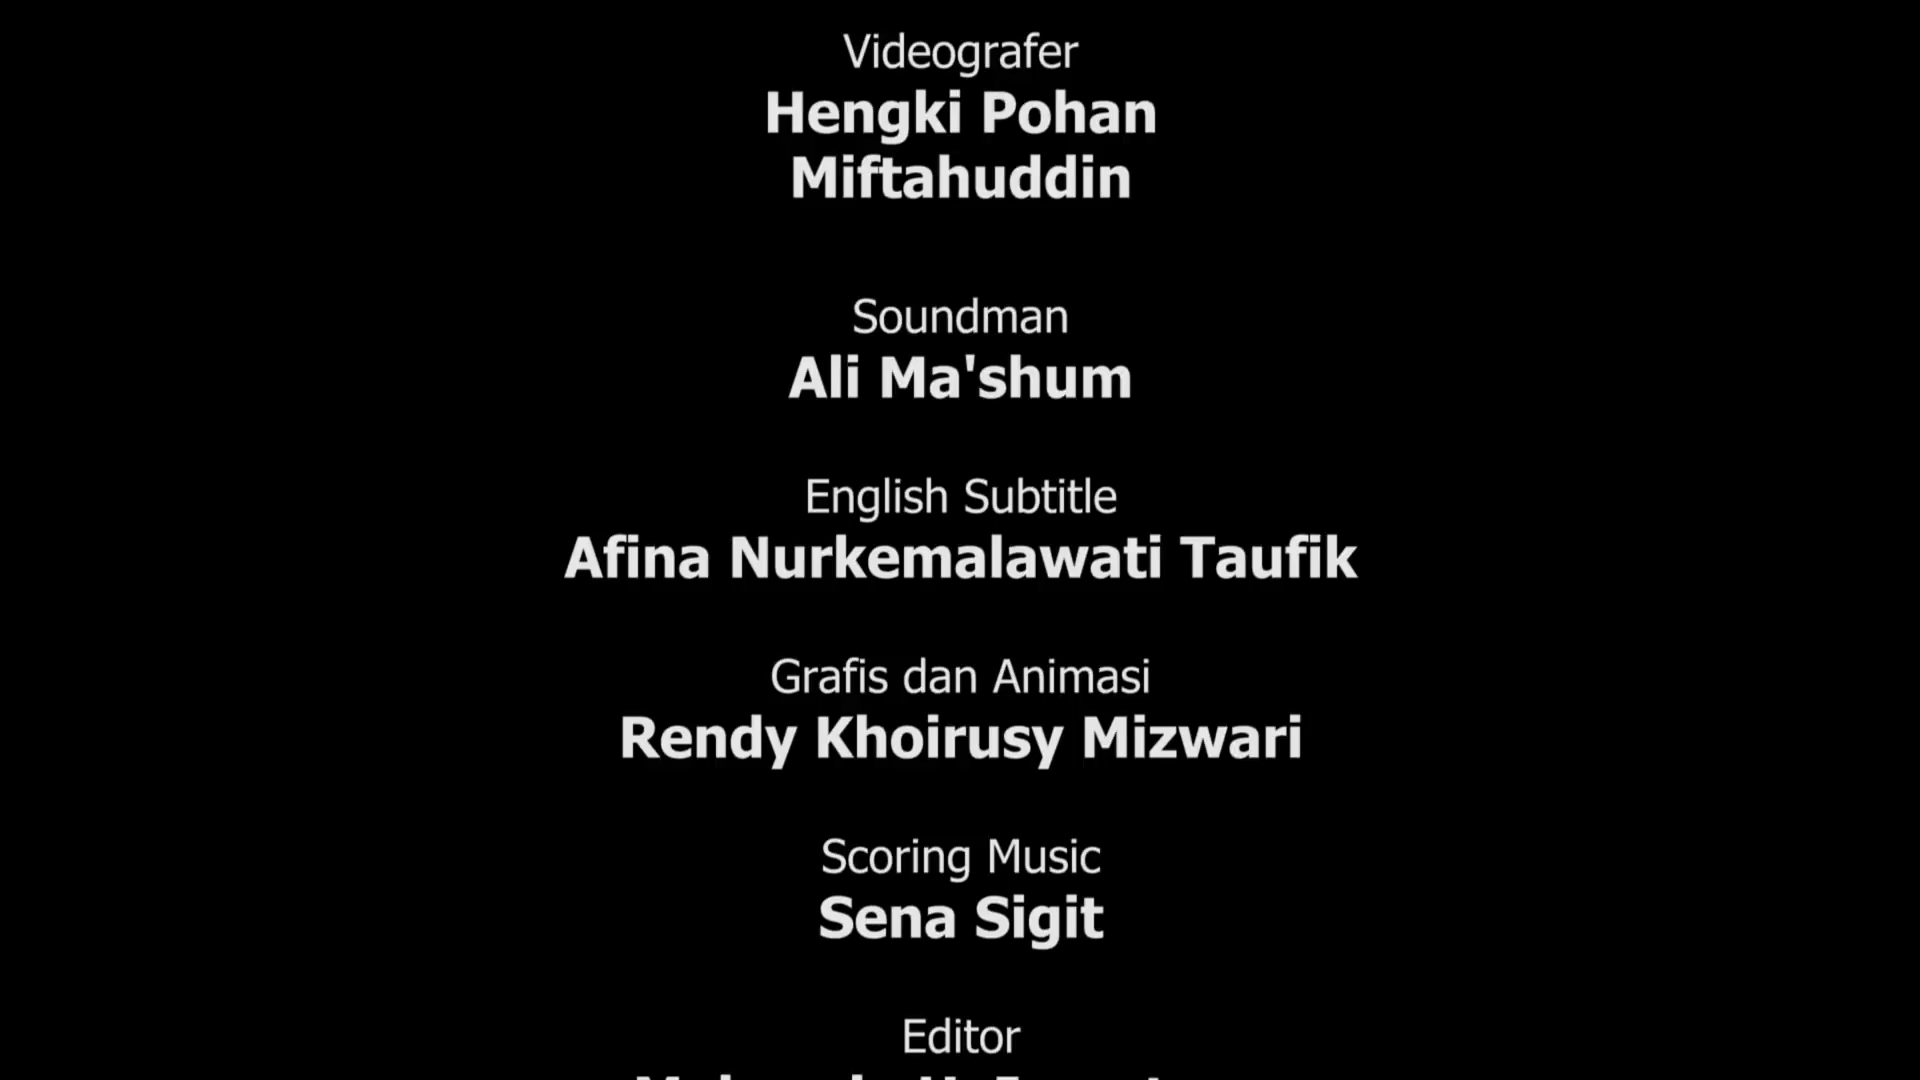 Videografer
Hengki Pohan
Miftahuddin
Soundman
Ali Ma'shum
English Subtitle
Afina Nurkemalawati Taufik
Grafis dan Animasi
Rendy Khoirusy Mizwari
Scoring Music
Sena Sigit
Editor